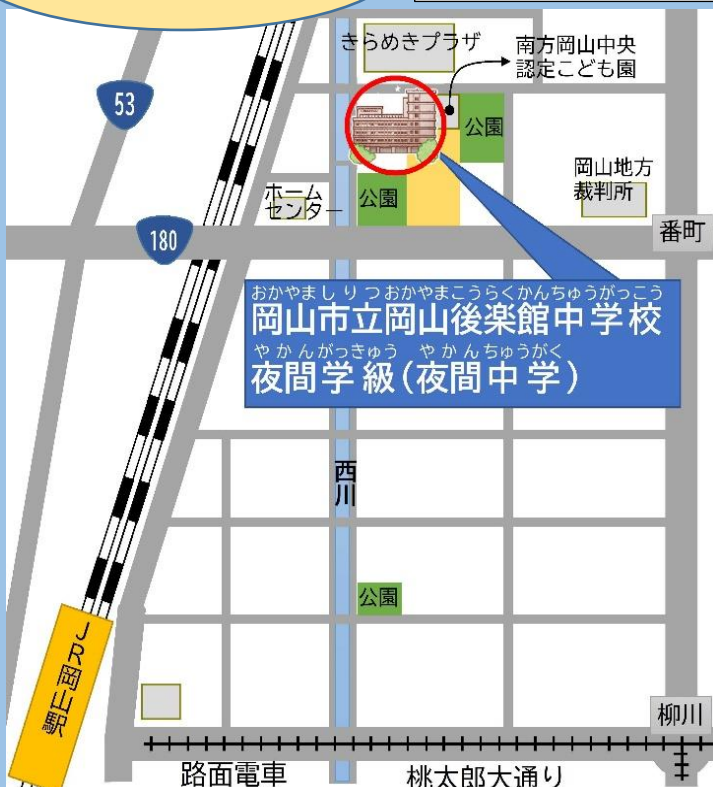 きらめきプラザ
南方岡山中央
認定こども園
53
公園
岡山地方
裁判所
ホーム
センター
公園
180
番町
おかやましりつおかやまこうらくかんちゅうがっこう
岡山市立岡山後楽館中学校
やかんがっきゅう やかんちゅうがく
夜間学級(夜間中学)
西川
公園
JR岡山駅
柳川
路面電車
桃太郎大通り